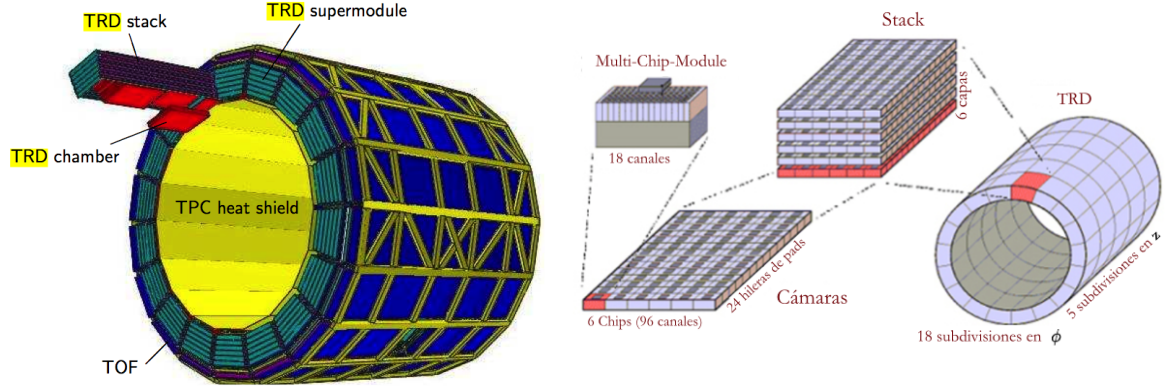 TRD stack
TRD supermodule
TRD chamber
TPC heat shield
TOF
Stack
Multi-Chip-Module
18 canales
6 capas
TRD
24 hileras de pads
Cámaras
6 Chips (96 canales)
5 subdivisiones en z
18 subdivisiones en ϕ